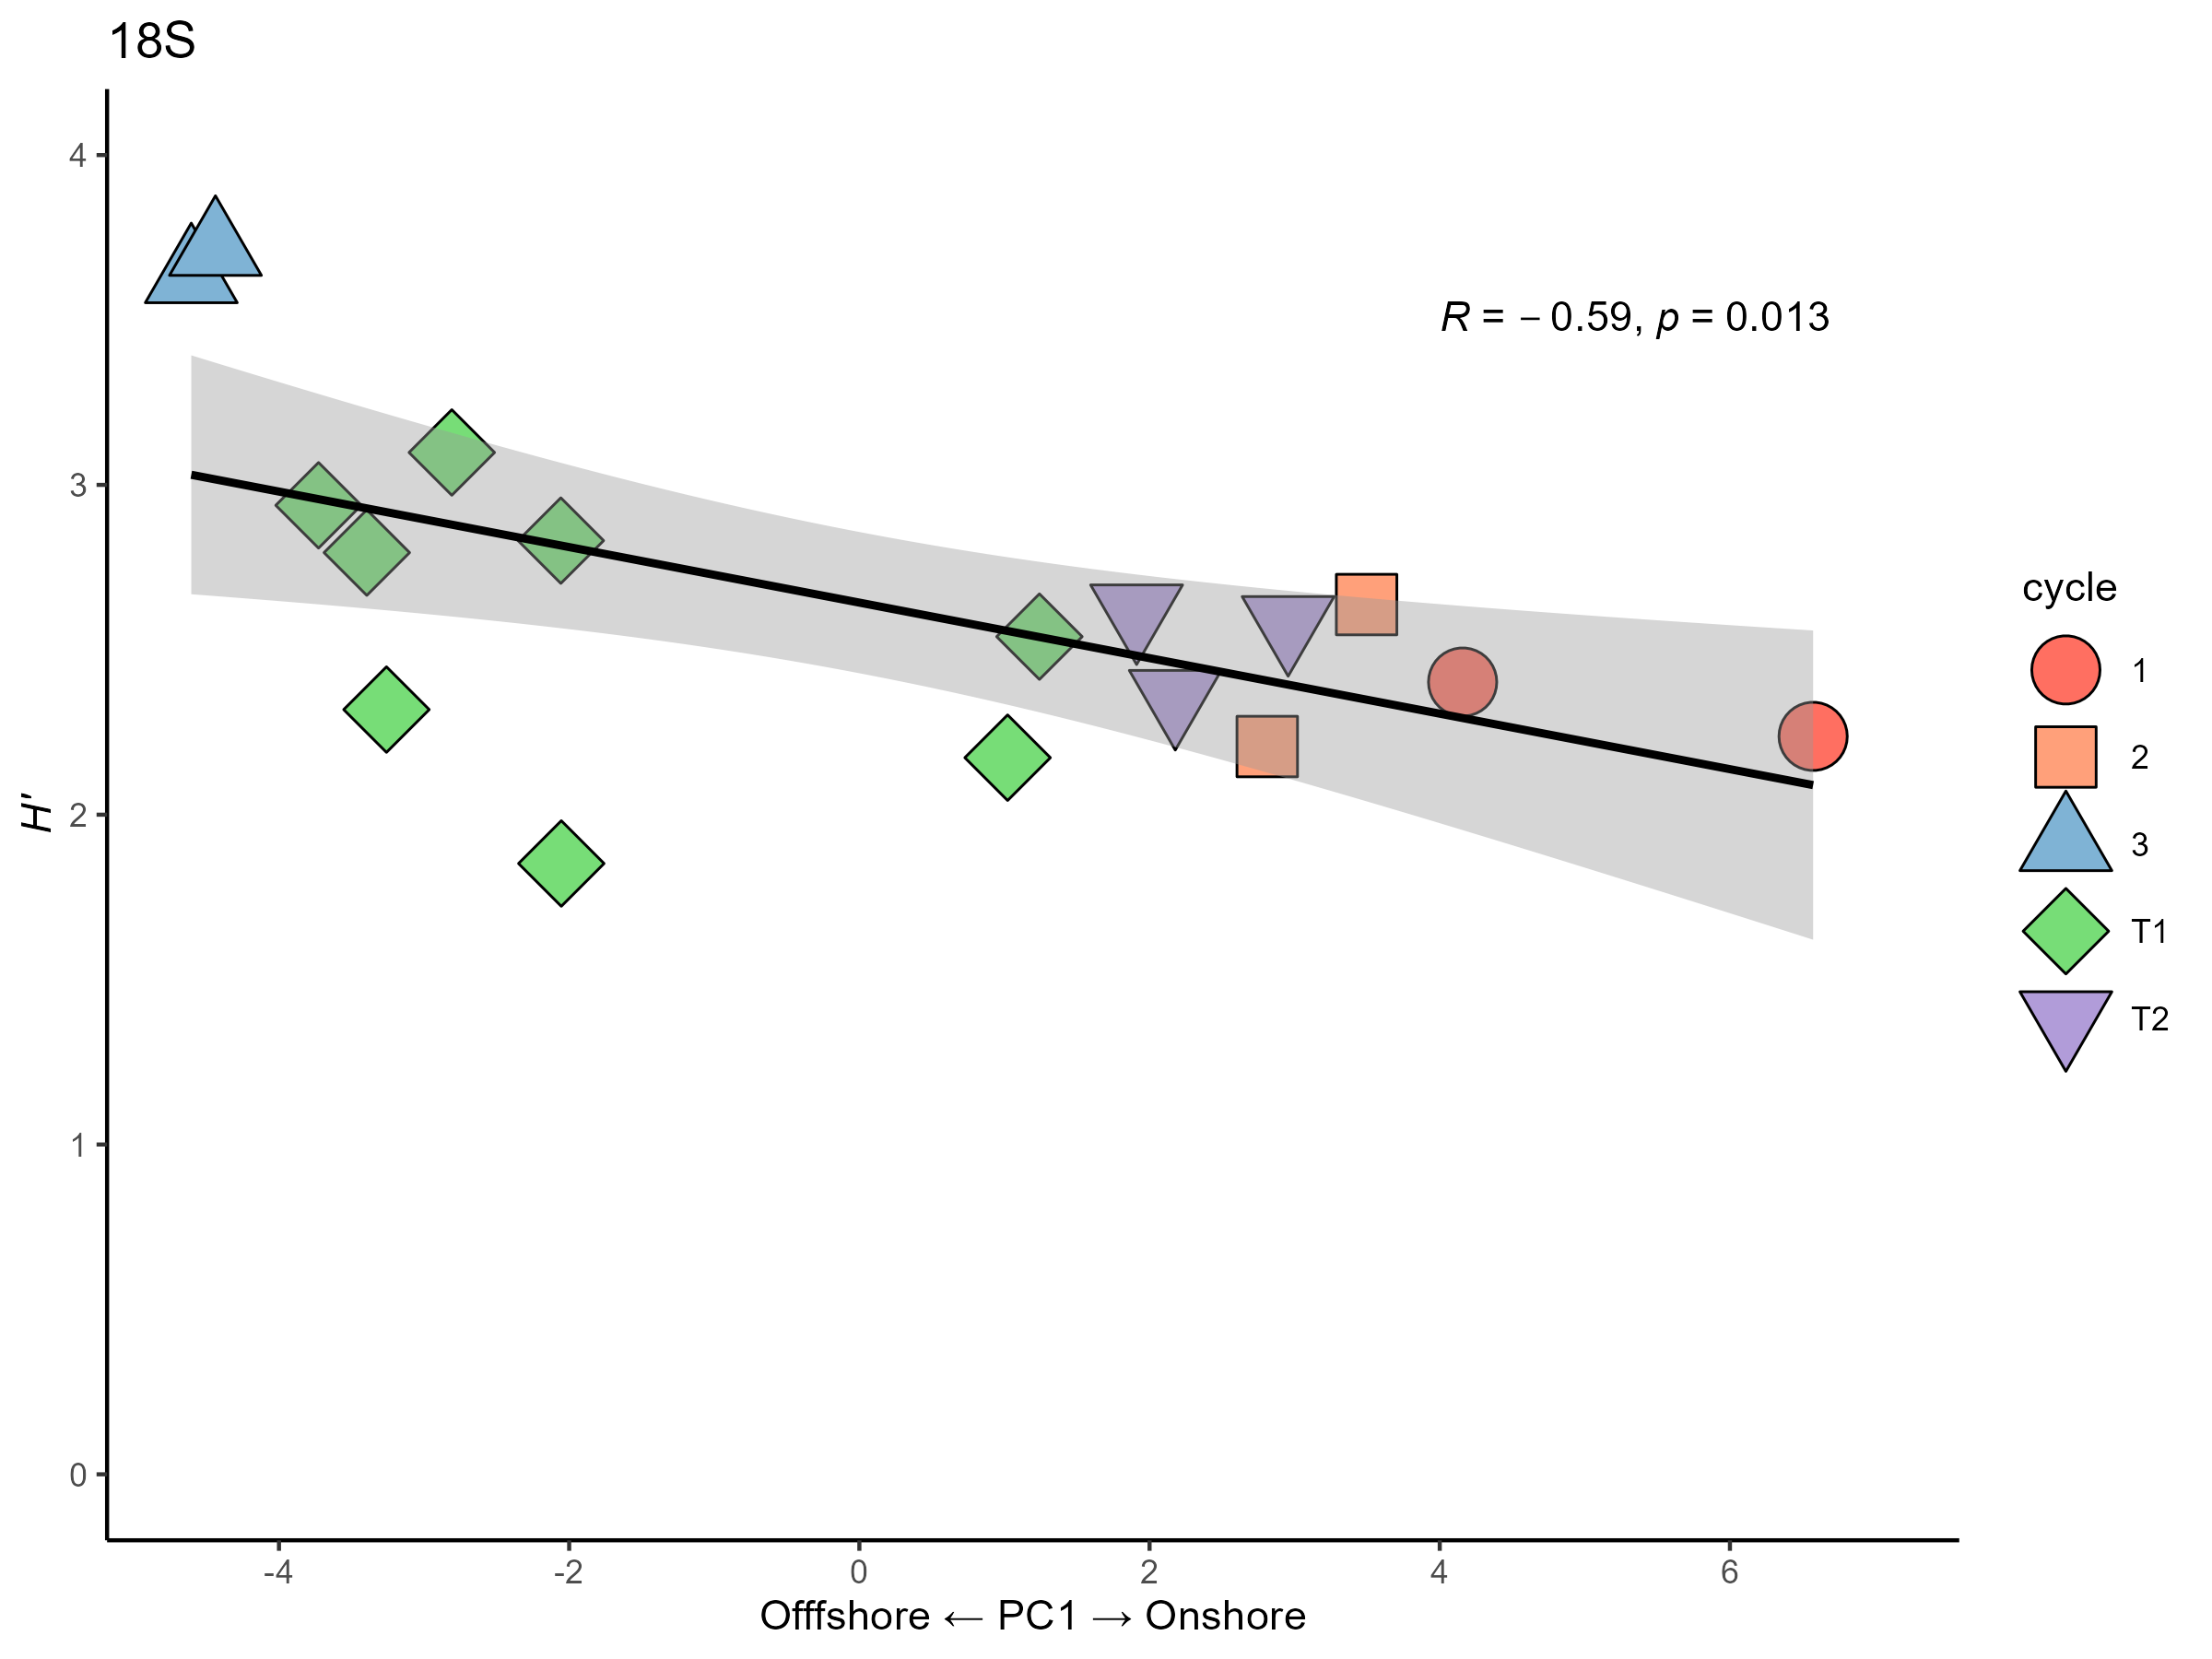 18S
H'
4
3
2
1
0
R = − 0.59, p = 0.013
-4 -2 0 2 4 6
Offfshore ← PC1 → Onshore
cycle
1
2
3
T1
T2